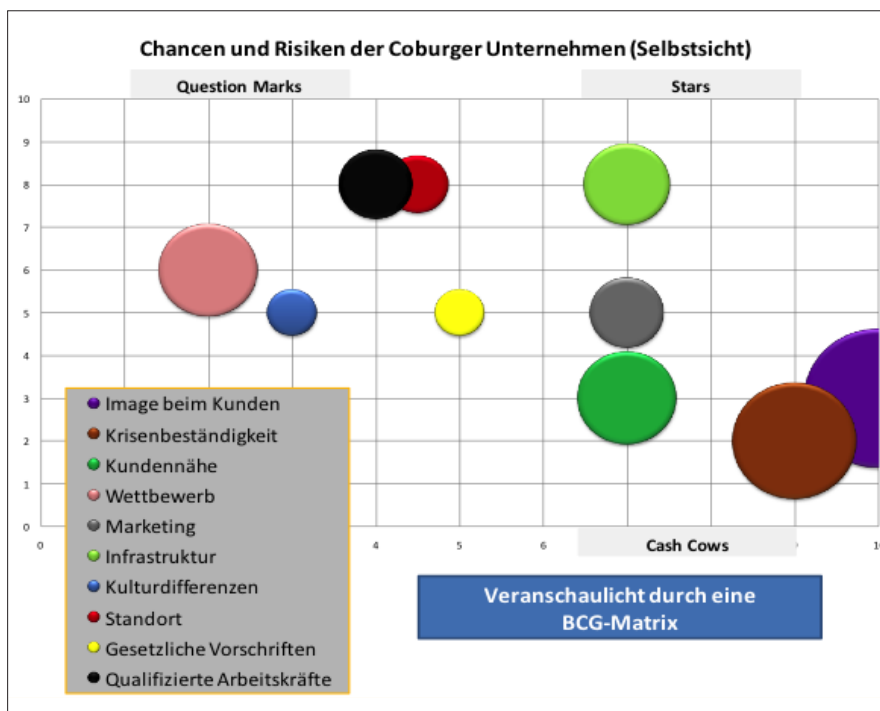 Chancen und Risiken der Coburger Unternehmen (Selbstsicht)
Question Marks
Stars
10
9
8
7
6
5
4
3
2
1
0
Image beim Kunden
Krisenbeständigkeit
Kundennähe
Wettbewerb
Marketing
Infrastruktur
Kulturdifferenzen
Standort
Gesetzliche Vorschriften
Qualifizierte Arbeitskräfte
0
4
5
6
Cash Cows
Veranschaulicht durch eine
BCG-Matrix